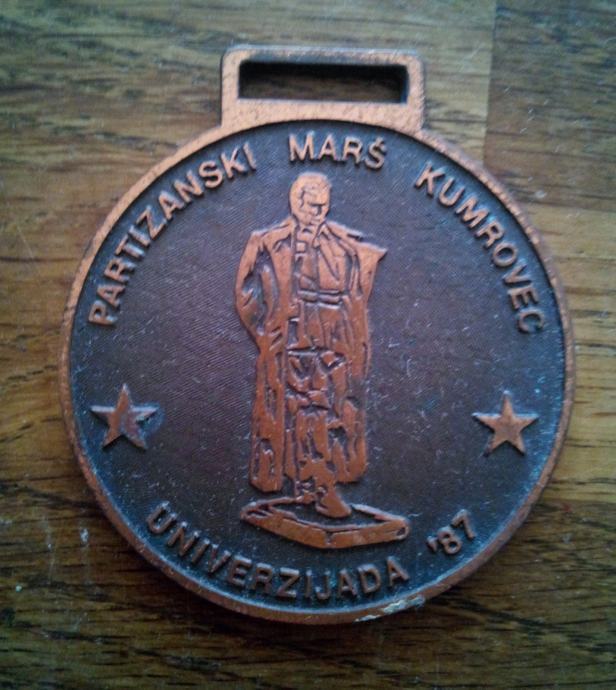 PARTIZANSKI MARŠ KUMROVEC
UNIVERZIJADA '87